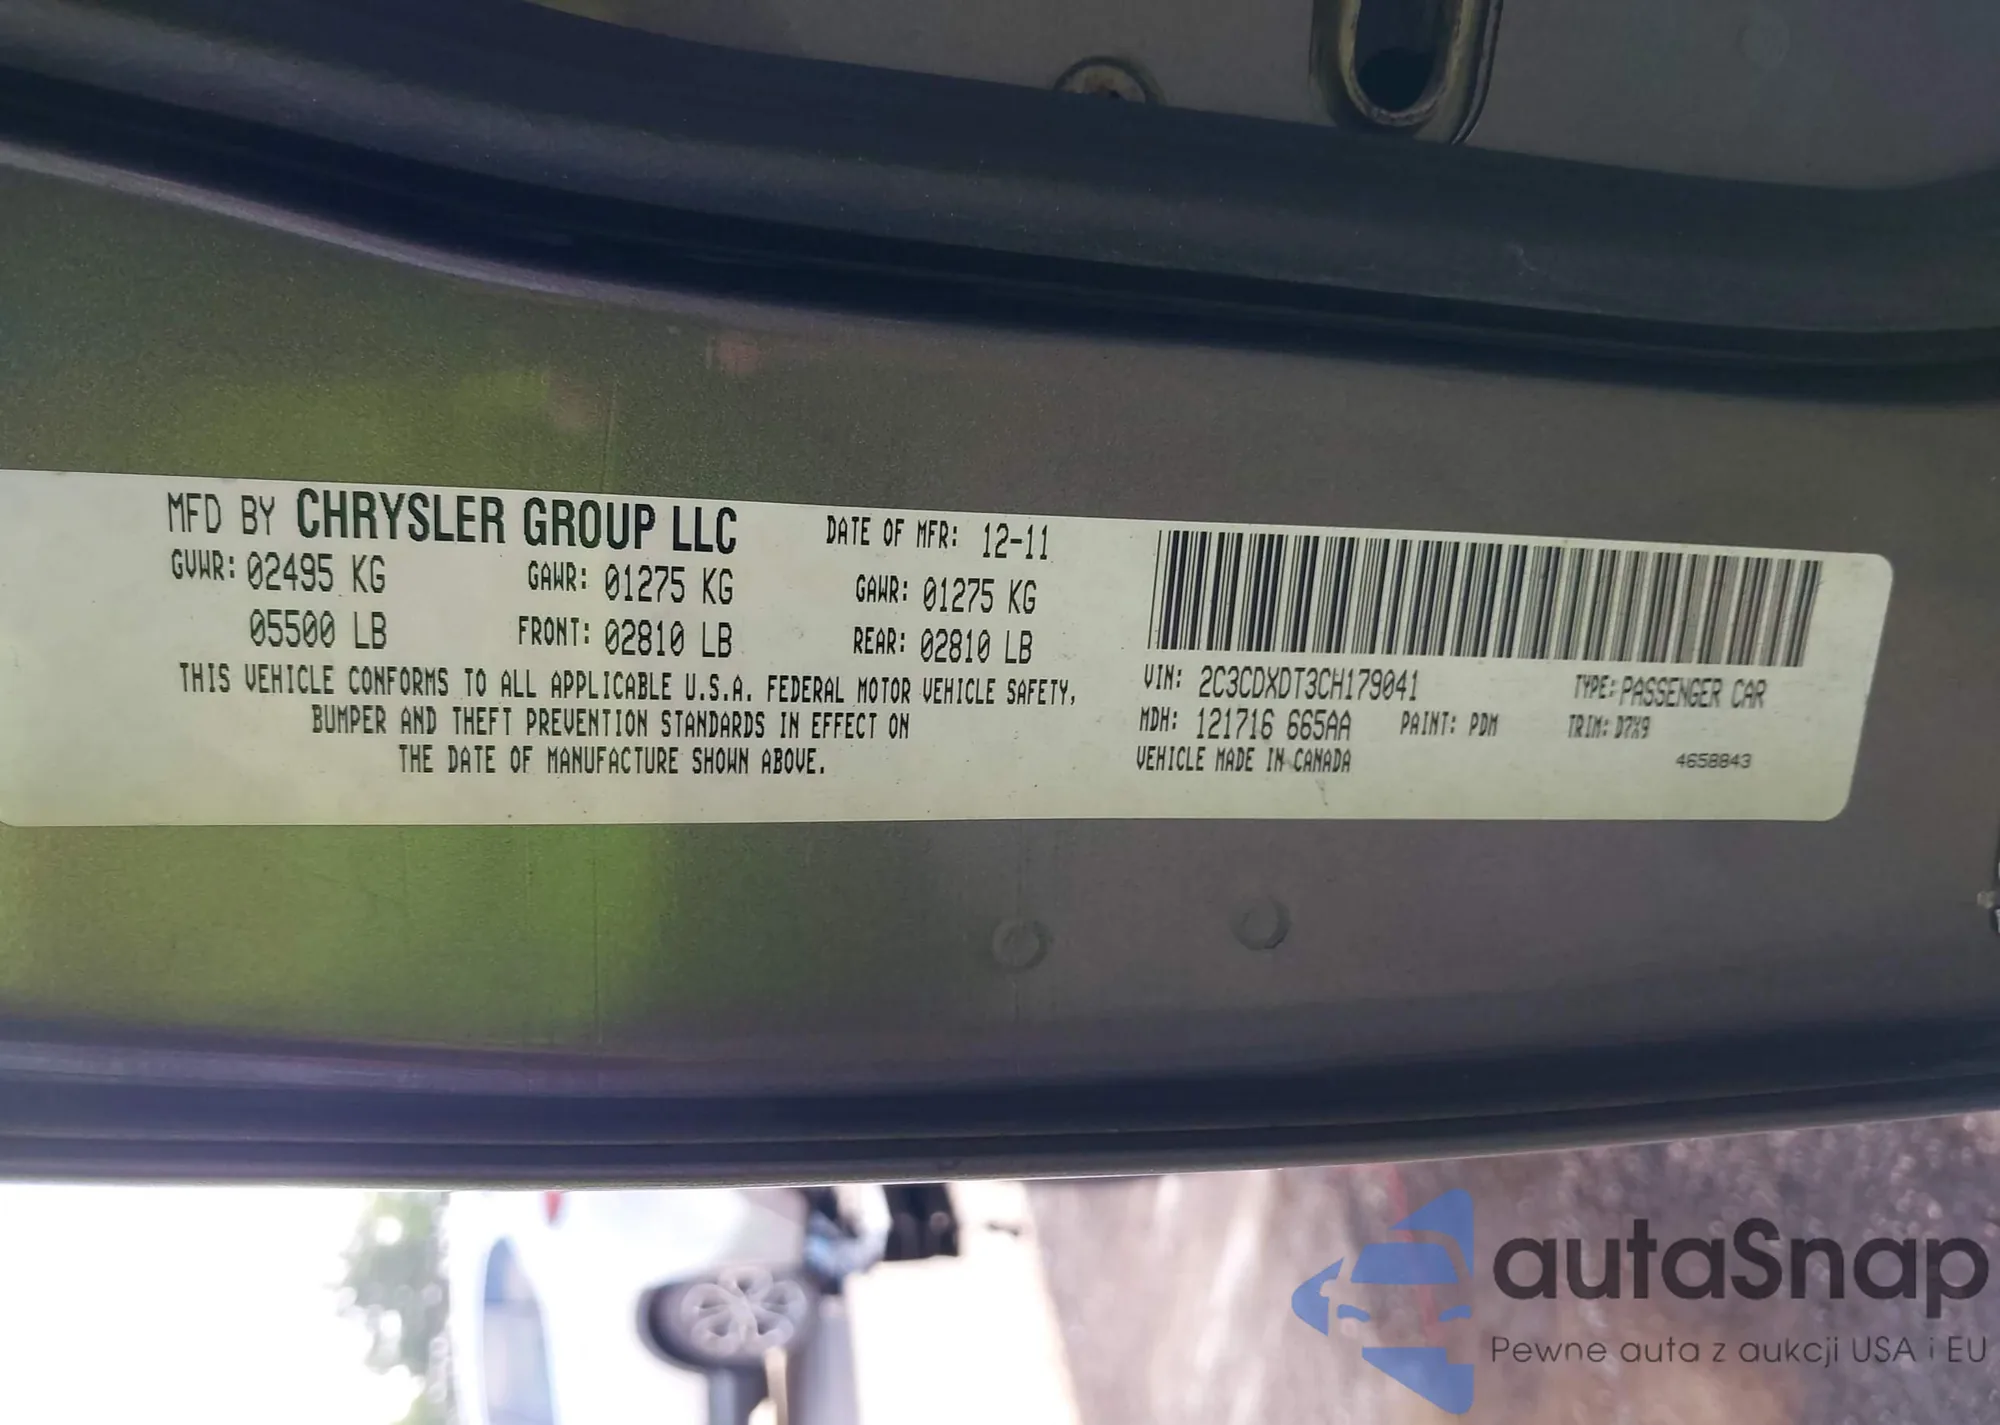 MFD BY CHRYSLER GROUP LLC DATE OF MFR: 12-11
GVWR: 02495 KG GAWR: 01275 KG GAWR: 01275 KG
05500 LB FRONT: 02810 LB REAR: 02810 LB
THIS VEHICLE CONFORMS TO ALL APPLICABLE U.S.A. FEDERAL MOTOR VEHICLE SAFETY,
BUMPER AND THEFT PREVENTION STANDARDS IN EFFECT ON
THE DATE OF MANUFACTURE SHOWN ABOVE.
VIN: 2C3CDXDT3CH179041 TYPE: PASSENGER CAR
MDH: 121716 665AA PAINT: PDM TRIM: D7X9
VEHICLE MADE IN CANADA 4658843
autaSnap
Pewne auta z aukcji USA i EU